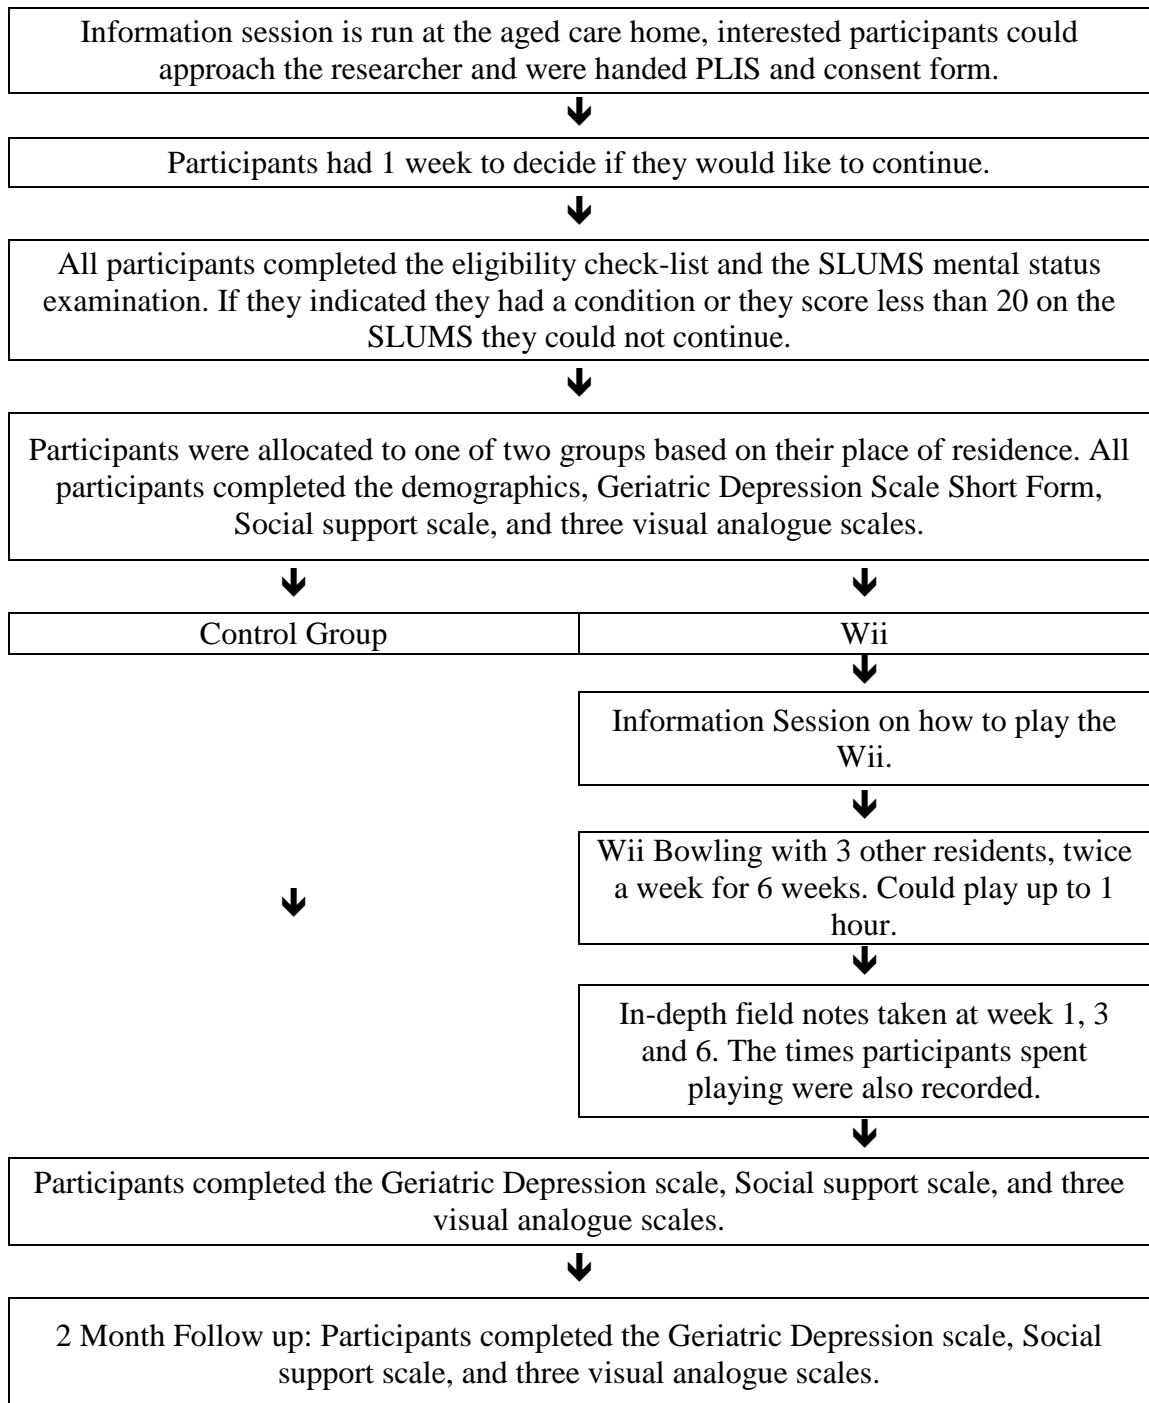 Information session is run at the aged care home, interested participants could
approach the researcher and were handed PLIS and consent form.
Participants had 1 week to decide if they would like to continue.
All participants completed the eligibility check-list and the SLUMS mental status
examination. If they indicated they had a condition or they score less than 20 on the
SLUMS they could not continue.
Participants were allocated to one of two groups based on their place of residence. All
participants completed the demographics, Geriatric Depression Scale Short Form,
Social support scale, and three visual analogue scales.
Control Group
Wii
Information Session on how to play the
Wii.
Wii Bowling with 3 other residents, twice
a week for 6 weeks. Could play up to 1
hour.
In-depth field notes taken at week 1, 3
and 6. The times participants spent
playing were also recorded.
Participants completed the Geriatric Depression scale, Social support scale, and three
visual analogue scales.
2 Month Follow up: Participants completed the Geriatric Depression scale, Social
support scale, and three visual analogue scales.